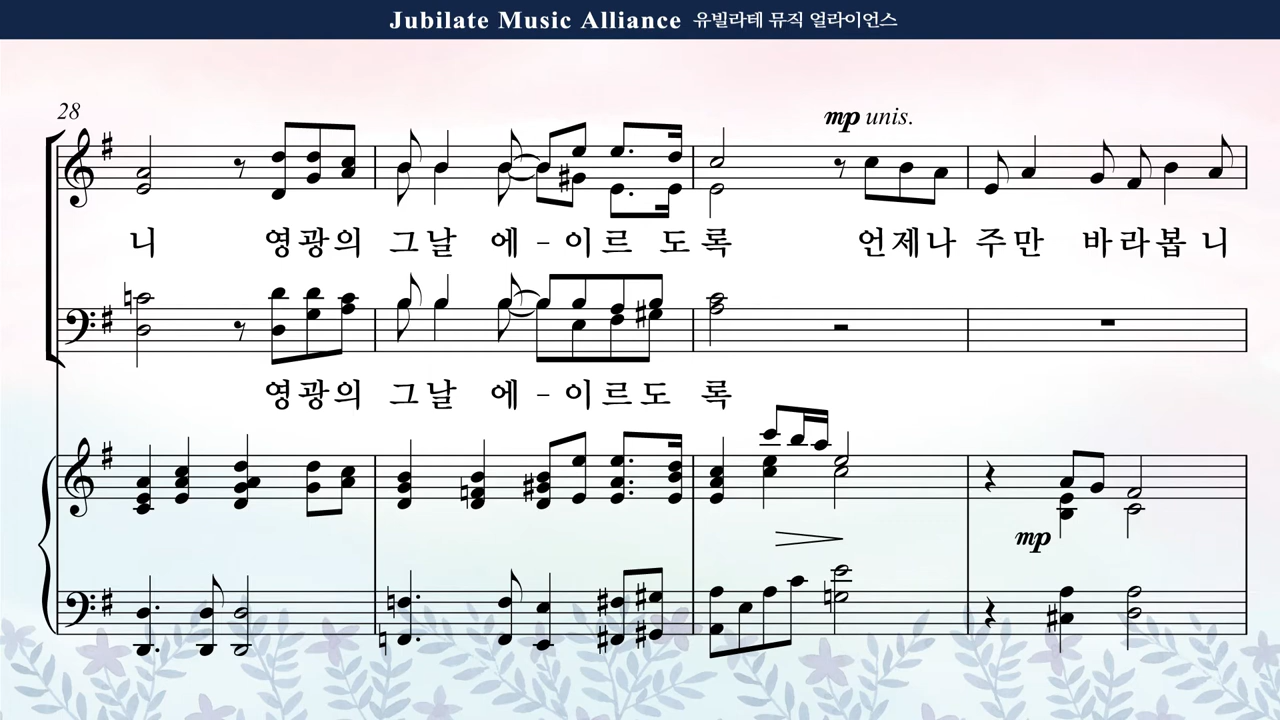 Jubilate Music Alliance 유빌라테 뮤직 얼라이언스
28
mp unis.
니 영광의 그날 에 - 이르 도록 언제나 주만 바라봅니
영광의 그날 에 - 이르도 록
mp